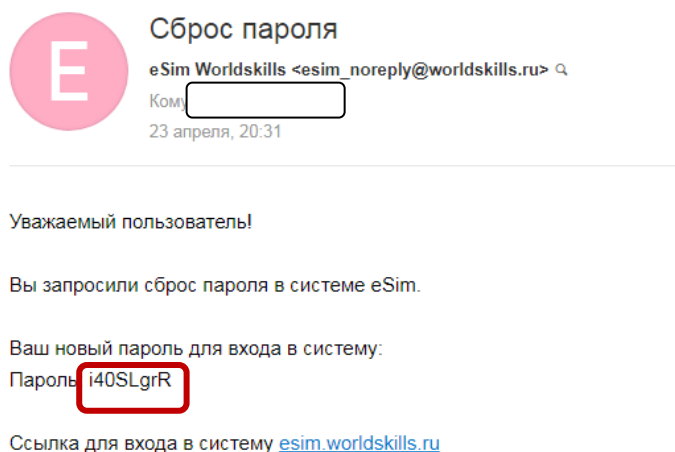 E
Сброс пароля
eSim Worldskills <esim_noreply@worldskills.ru>
Кому
23 апреля, 20:31
Уважаемый пользователь!
Вы запросили сброс пароля в системе eSim.
Ваш новый пароль для входа в систему:
Пароль: i40SLgrR
Ссылка для входа в систему esim.worldskills.ru